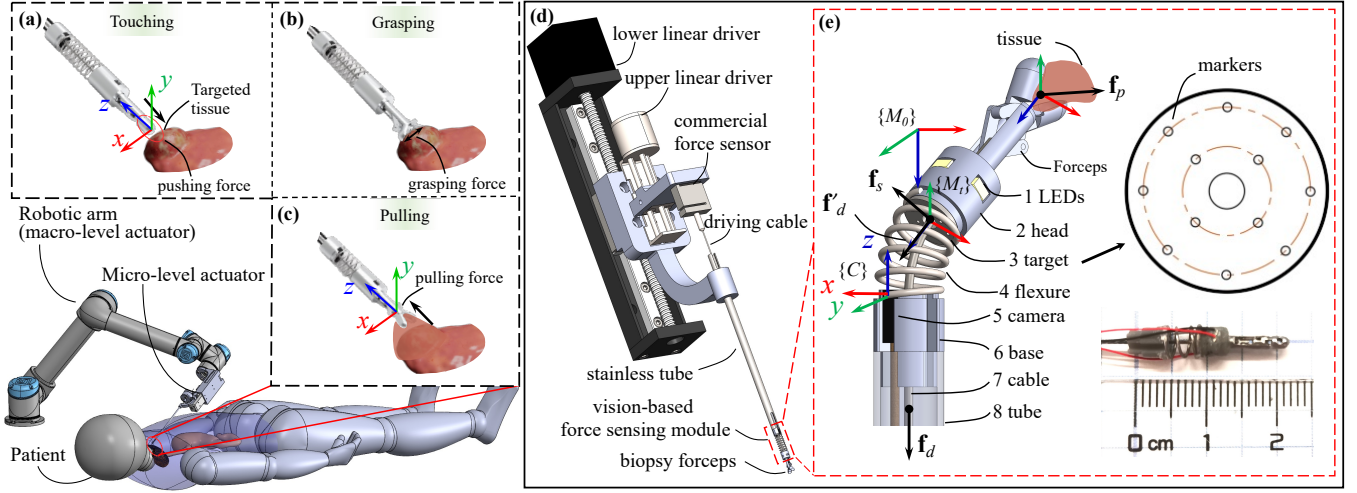 (a)
Touching
y
z
x
Targeted
tissue
pushing force
(b)
Grasping
grasping force
(c)
Pulling
y
z
x
pulling force
Robotic arm
(macro-level actuator)
Micro-level actuator
Patient
(d)
lower linear driver
upper linear driver
commercial
force sensor
driving cable
stainless tube
vision-based
force sensing module
biopsy forceps
(e)
tissue
f_p
{M_0}
Forceps
f_s
{M_t}
1 LEDs
f'_d
2 head
z
3 target
{C}
x
4 flexure
y
5 camera
6 base
7 cable
8 tube
f_d
markers
0 cm 1 2